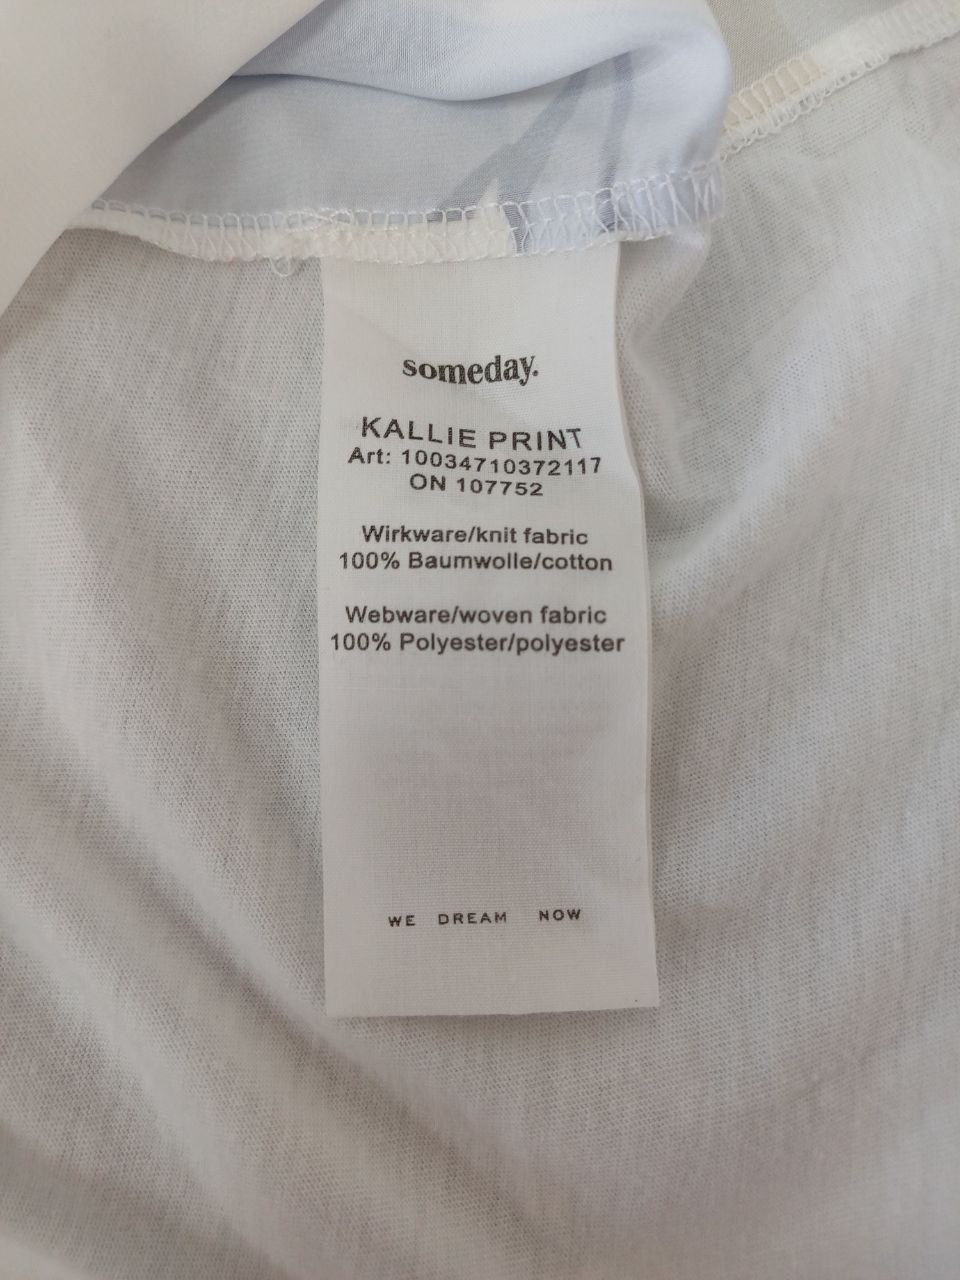 someday.
KALLIE PRINT
Art: 10034710372117
ON 107752
Wirkware/knit fabric
100% Baumwolle/cotton
Webware/woven fabric
100% Polyester/polyester
WE DREAM NOW